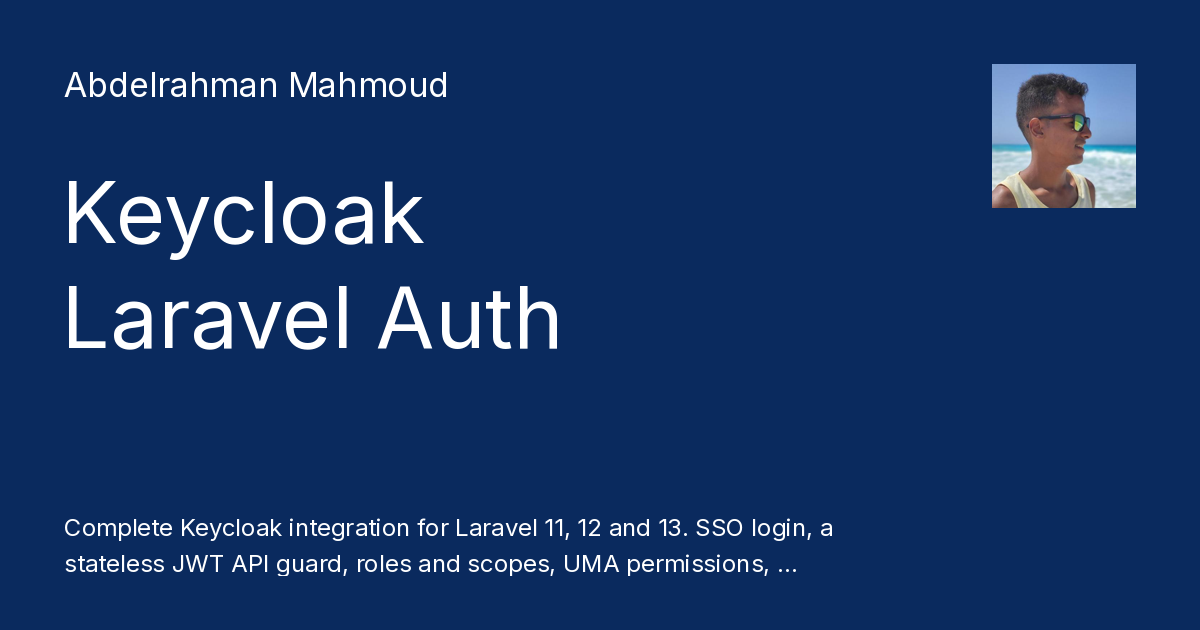 Abdelrahman Mahmoud
Keycloak
Laravel Auth
Complete Keycloak integration for Laravel 11, 12 and 13. SSO login, a
stateless JWT API guard, roles and scopes, UMA permissions, ...